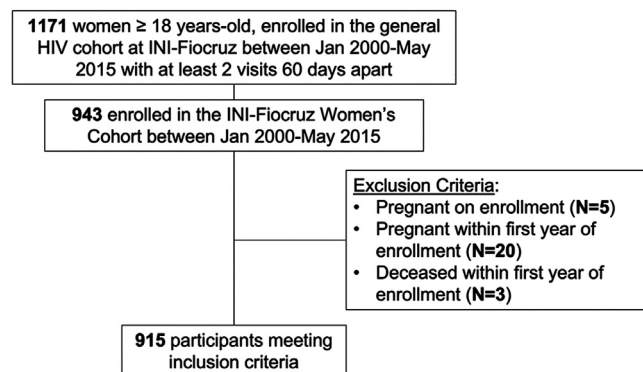 1171 women ≥ 18 years-old, enrolled in the general
HIV cohort at INI-Fiocruz between Jan 2000-May
2015 with at least 2 visits 60 days apart
943 enrolled in the INI-Fiocruz Women's
Cohort between Jan 2000-May 2015
Exclusion Criteria:
• Pregnant on enrollment (N=5)
• Pregnant within first year of
enrollment (N=20)
• Deceased within first year of
enrollment (N=3)
915 participants meeting
inclusion criteria